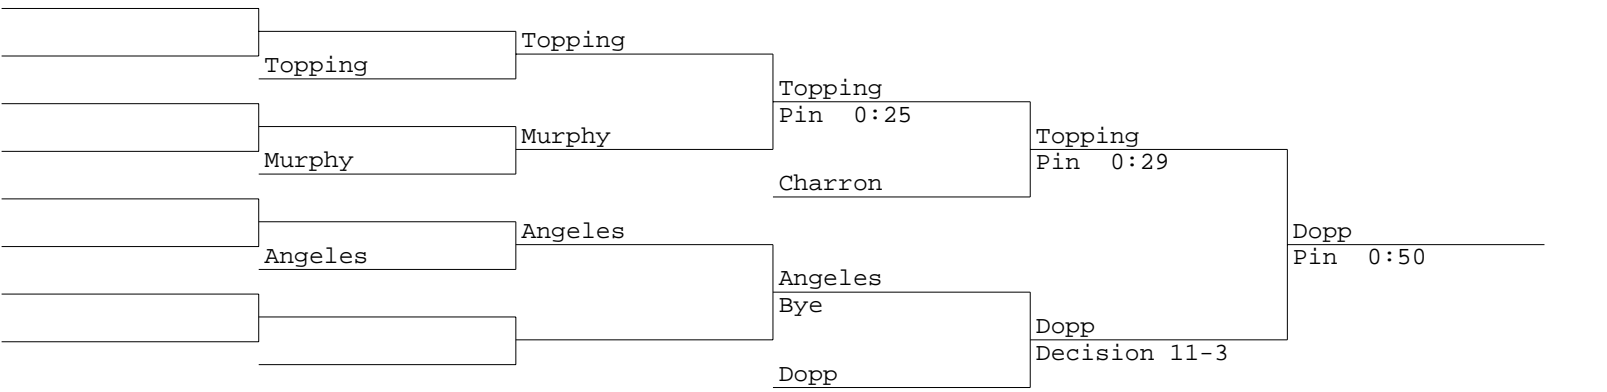 Topping
Topping
Topping
Pin 0:25
Murphy
Topping
Murphy
Pin 0:29
Charron
Angeles
Dopp
Angeles
Pin 0:50
Angeles
Bye
Dopp
Decision 11-3
Dopp